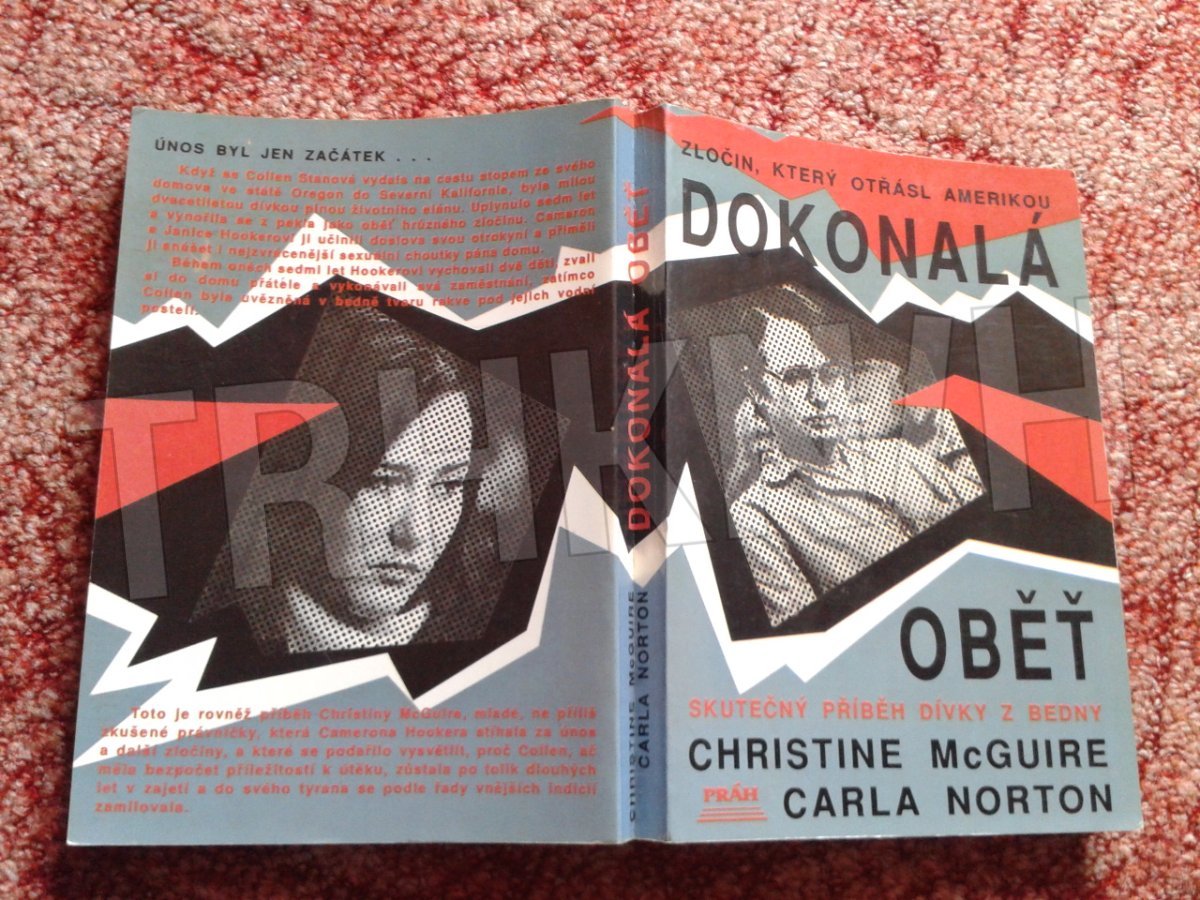 ÚNOS BYL JEN ZAČÁTEK . . .
Když se Collen Stanová vydala na cestu stopem ze svého
domova ve státě Oregon do Severní Kalifornie, byla milou
dvacetiletou dívkou plnou životního elánu. Uplynulo sedm let
a vynořila se z pekla jako oběť hrůzného zločinu. Cameron
a Janice Hookerovi ji učinili doslova svou otrokyní a přiměli
ji snášet i nejzvrácenější sexuální choutky pána domu.
Během oněch sedmi let Hookerovi vychovali dvě děti, zvali
si do domu přátele a vykonávali svá zaměstnání, zatímco
Collen byla uvězněna v bedně tvaru rakve pod jejich vodní
postelí.
Toto je rovněž příběh Christiny McGuire, mladé, ne příliš
zkušené právničky, která Camerona Hookera stíhala za únos
a další zločiny, a které se podařilo vysvětlit, proč Collen, ač
měla bezpočet příležitostí k útěku, zůstala po tolik dlouhých
let v zajetí a do svého tyrana se podle řady vnějších indicií
zamilovala.
CHRISTINE McGUIRE
CARLA NORTON
DOKONALÁ OBĚŤ
ZLOČIN, KTERÝ OTŘÁSL AMERIKOU
DOKONALÁ
OBĚŤ
SKUTEČNÝ PŘÍBĚH DÍVKY Z BEDNY
CHRISTINE McGUIRE
PRÁH
CARLA NORTON